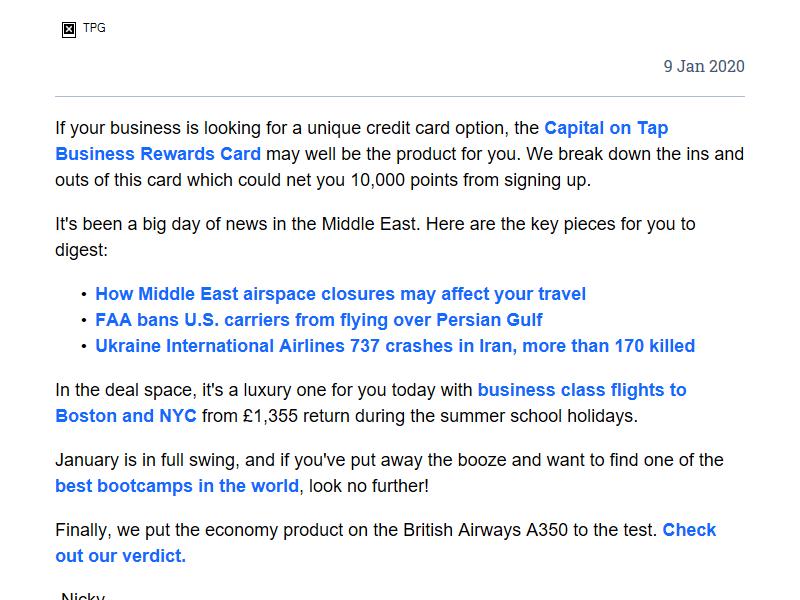 TPG
9 Jan 2020
If your business is looking for a unique credit card option, the Capital on Tap
Business Rewards Card may well be the product for you. We break down the ins and
outs of this card which could net you 10,000 points from signing up.
It's been a big day of news in the Middle East. Here are the key pieces for you to
digest:
• How Middle East airspace closures may affect your travel
• FAA bans U.S. carriers from flying over Persian Gulf
• Ukraine International Airlines 737 crashes in Iran, more than 170 killed
In the deal space, it's a luxury one for you today with business class flights to
Boston and NYC from £1,355 return during the summer school holidays.
January is in full swing, and if you've put away the booze and want to find one of the
best bootcamps in the world, look no further!
Finally, we put the economy product on the British Airways A350 to the test. Check
out our verdict.
-Nicky